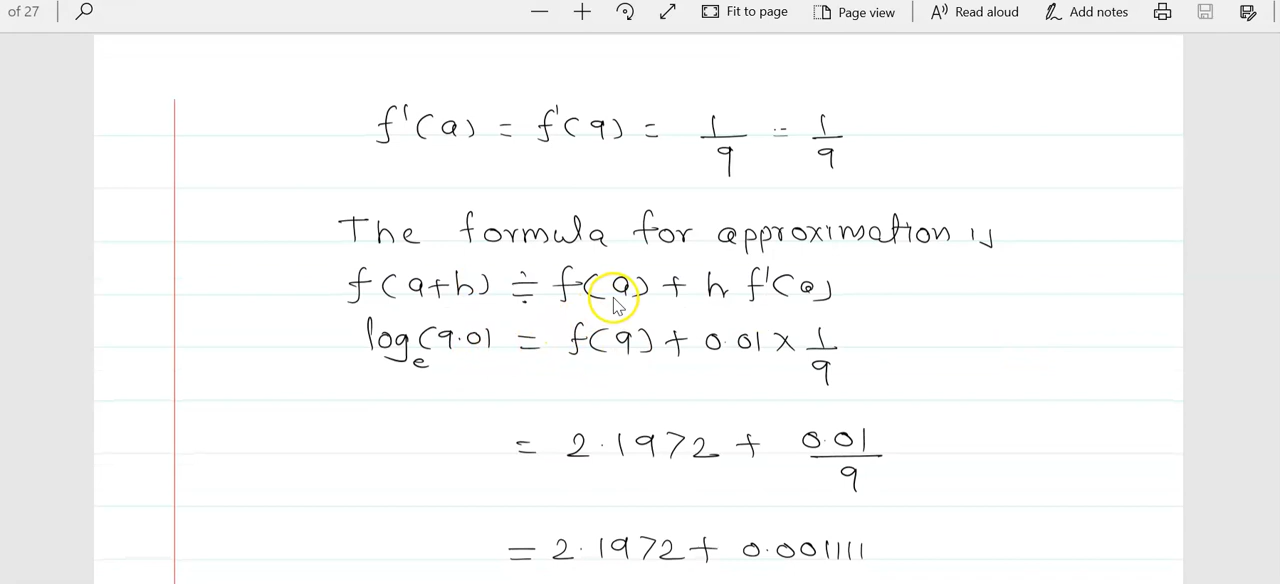 of 27 Fit to page Page view Read aloud Add notes
f'(a) = f'(9) = 1/9 = 1/9
The formula for approximation is
f(a+h) ≑ f(a) + h f'(a)
logₑ(9.01) = f(9) + 0.01 × 1/9
= 2.1972 + 0.01/9
= 2.1972 + 0.001111